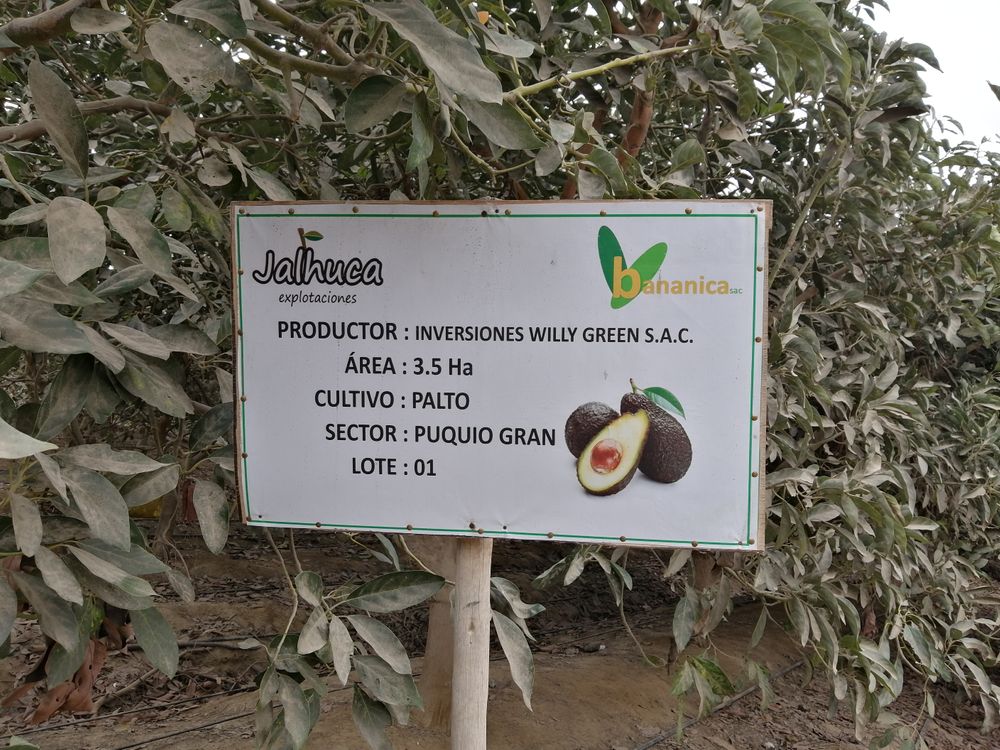 Jalhuca
explotaciones
bananica sac
PRODUCTOR : INVERSIONES WILLY GREEN S.A.C.
ÁREA : 3.5 Ha
CULTIVO : PALTO
SECTOR : PUQUIO GRAN
LOTE : 01